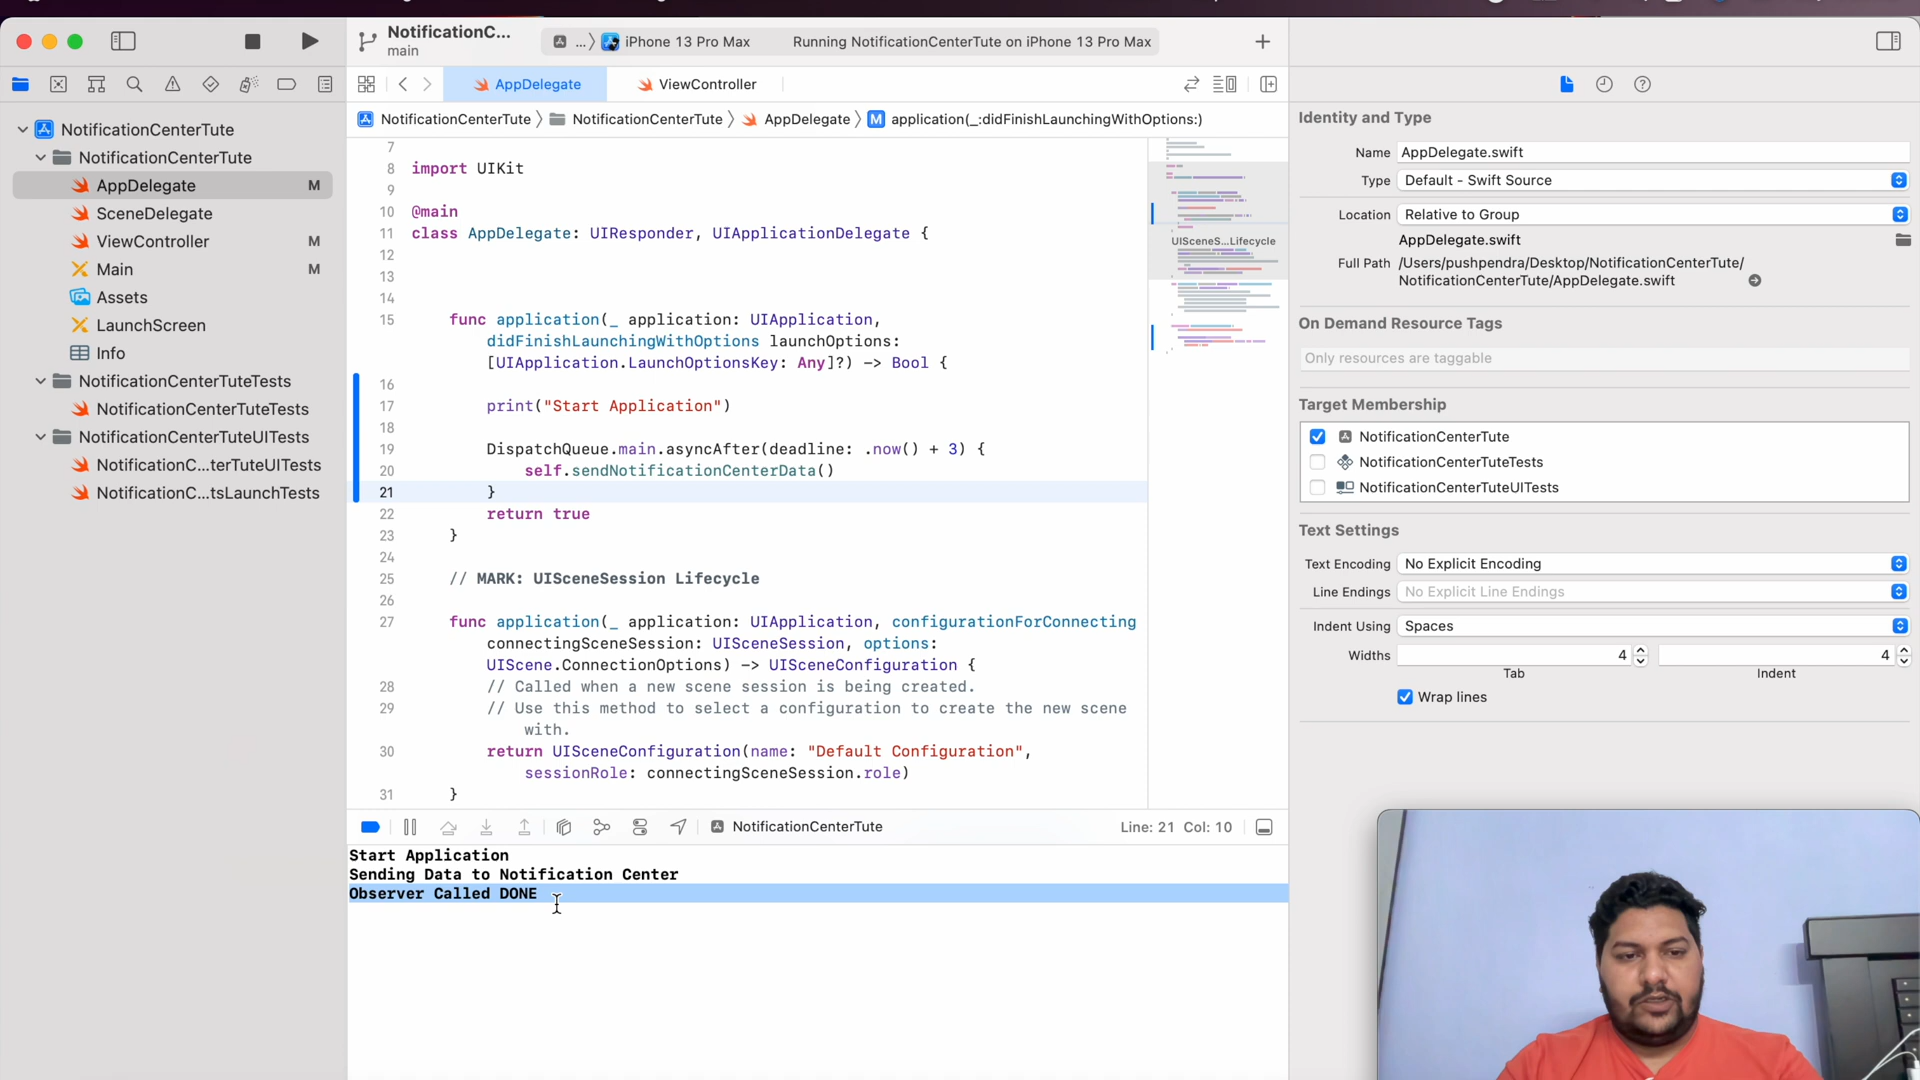 NotificationC...
main
...〉 iPhone 13 Pro Max
Running NotificationCenterTute on iPhone 13 Pro Max
AppDelegate
ViewController
NotificationCenterTute 〉 NotificationCenterTute 〉 AppDelegate 〉 M application(_:didFinishLaunchingWithOptions:)
NotificationCenterTute
NotificationCenterTute
AppDelegate M
SceneDelegate
ViewController M
Main M
Assets
LaunchScreen
Info
NotificationCenterTuteTests
NotificationCenterTuteTests
NotificationCenterTuteUITests
NotificationC...terTuteUITests
NotificationC...tsLaunchTests
7
8 import UIKit
9
10 @main
11 class AppDelegate: UIResponder, UIApplicationDelegate {
12
13
14
15 func application(_ application: UIApplication,
didFinishLaunchingWithOptions launchOptions:
[UIApplication.LaunchOptionsKey: Any]?) -> Bool {
16
17 print("Start Application")
18
19 DispatchQueue.main.asyncAfter(deadline: .now() + 3) {
20 self.sendNotificationCenterData()
21 }
22 return true
23 }
24
25 // MARK: UISceneSession Lifecycle
26
27 func application(_ application: UIApplication, configurationForConnecting
connectingSceneSession: UISceneSession, options:
UIScene.ConnectionOptions) -> UISceneConfiguration {
28 // Called when a new scene session is being created.
29 // Use this method to select a configuration to create the new scene
with.
30 return UISceneConfiguration(name: "Default Configuration",
sessionRole: connectingSceneSession.role)
31 }
UISceneS...Lifecycle
NotificationCenterTute
Line: 21 Col: 10
Start Application
Sending Data to Notification Center
Observer Called DONE
Identity and Type
Name AppDelegate.swift
Type Default - Swift Source
Location Relative to Group
AppDelegate.swift
Full Path /Users/pushpendra/Desktop/NotificationCenterTute/
NotificationCenterTute/AppDelegate.swift
On Demand Resource Tags
Only resources are taggable
Target Membership
NotificationCenterTute
NotificationCenterTuteTests
NotificationCenterTuteUITests
Text Settings
Text Encoding No Explicit Encoding
Line Endings No Explicit Line Endings
Indent Using Spaces
Widths 4 4
Tab Indent
Wrap lines